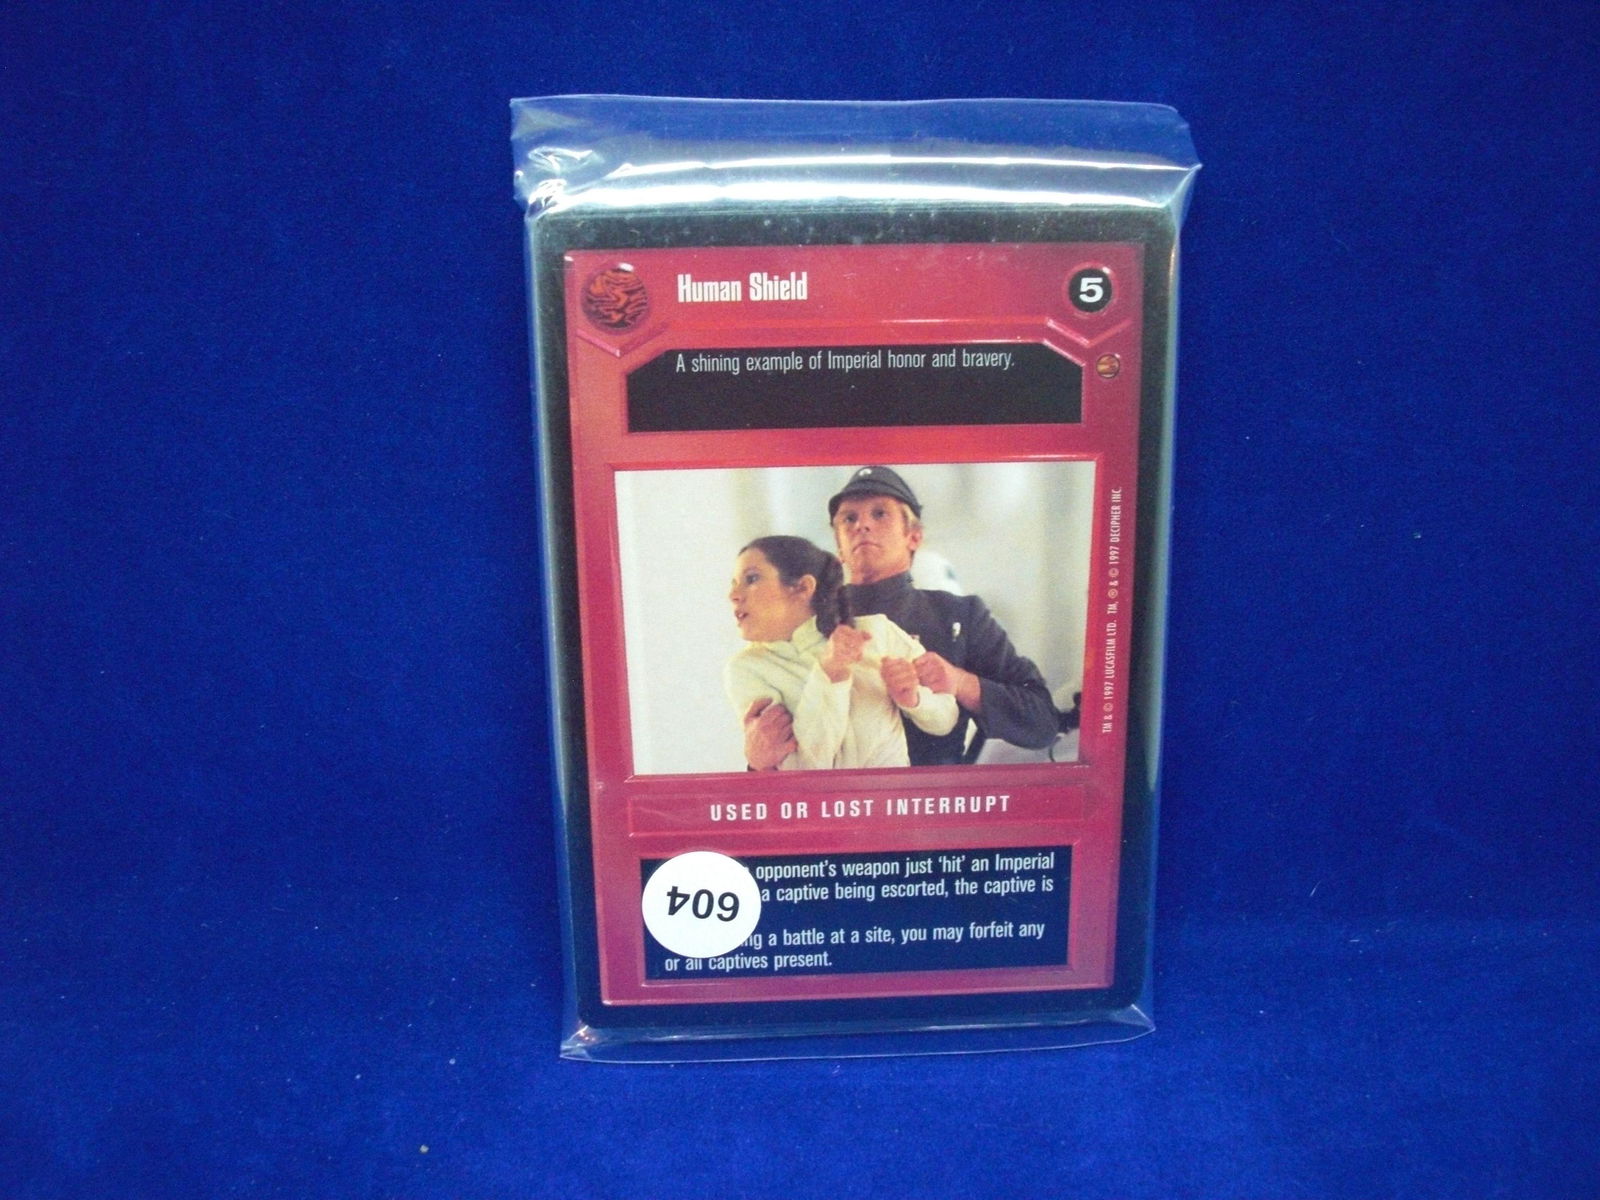 Human Shield
5
A shining example of Imperial honor and bravery.
TM & © 1997 LUCASFILM LTD. TM, ® & © 1997 DECIPHER INC.
USED OR LOST INTERRUPT
opponent's weapon just 'hit' an Imperial
a captive being escorted, the captive is
604
a battle at a site, you may forfeit any
or all captives present.